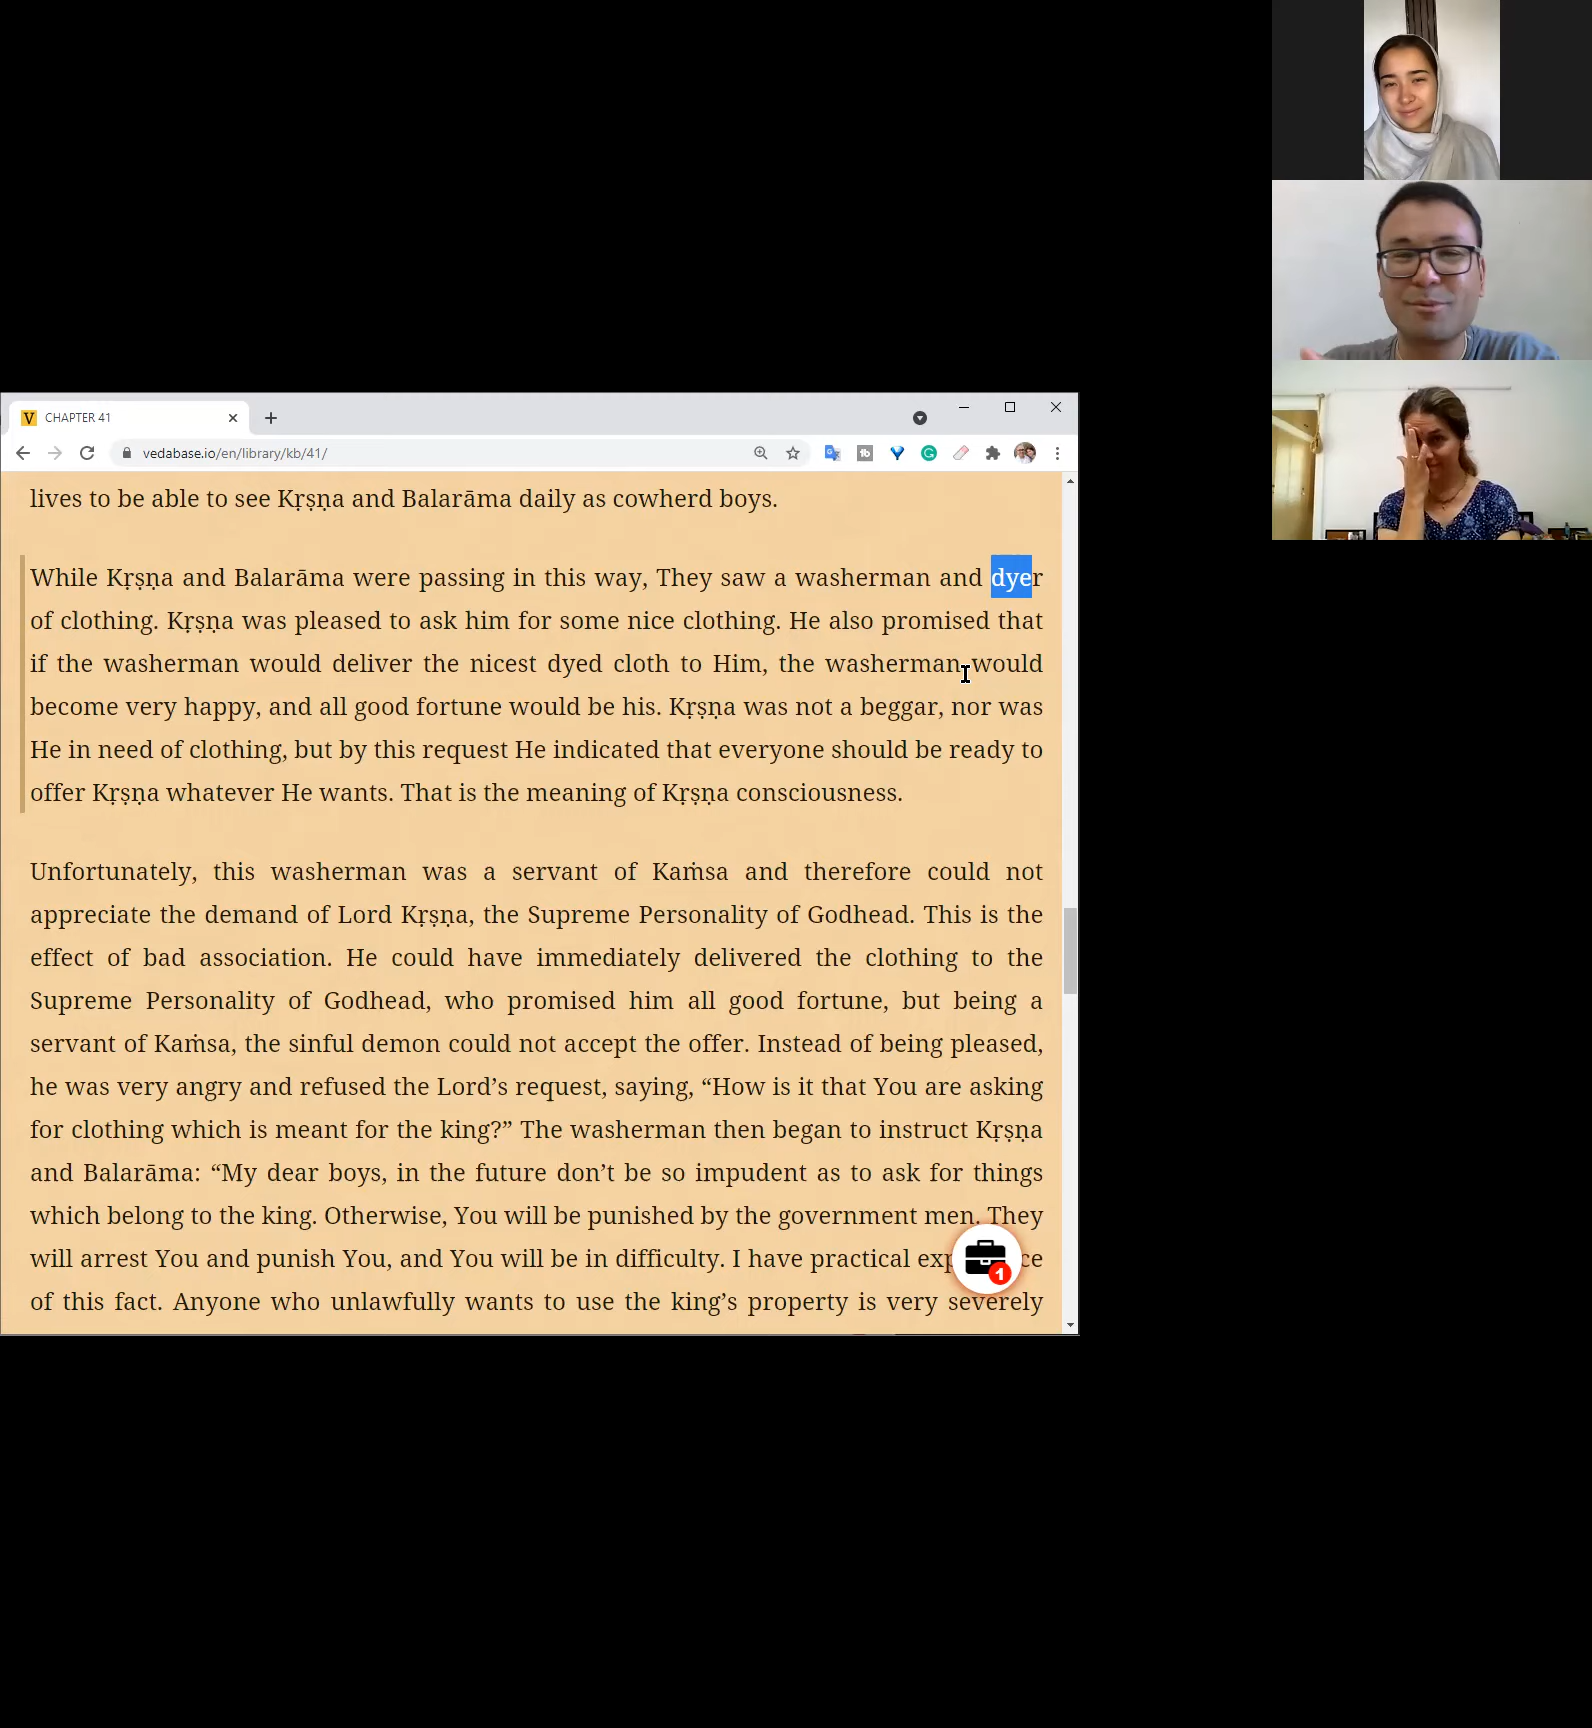 CHAPTER 41
vedabase.io/en/library/kb/41/
lives to be able to see Kṛṣṇa and Balarāma daily as cowherd boys.
While Kṛṣṇa and Balarāma were passing in this way, They saw a washerman and dyer
of clothing. Kṛṣṇa was pleased to ask him for some nice clothing. He also promised that
if the washerman would deliver the nicest dyed cloth to Him, the washerman would
become very happy, and all good fortune would be his. Kṛṣṇa was not a beggar, nor was
He in need of clothing, but by this request He indicated that everyone should be ready to
offer Kṛṣṇa whatever He wants. That is the meaning of Kṛṣṇa consciousness.
Unfortunately, this washerman was a servant of Kaṁsa and therefore could not
appreciate the demand of Lord Kṛṣṇa, the Supreme Personality of Godhead. This is the
effect of bad association. He could have immediately delivered the clothing to the
Supreme Personality of Godhead, who promised him all good fortune, but being a
servant of Kaṁsa, the sinful demon could not accept the offer. Instead of being pleased,
he was very angry and refused the Lord’s request, saying, “How is it that You are asking
for clothing which is meant for the king?” The washerman then began to instruct Kṛṣṇa
and Balarāma: “My dear boys, in the future don’t be so impudent as to ask for things
which belong to the king. Otherwise, You will be punished by the government men. They
will arrest You and punish You, and You will be in difficulty. I have practical
of this fact. Anyone who unlawfully wants to use the king’s property is very severely
1